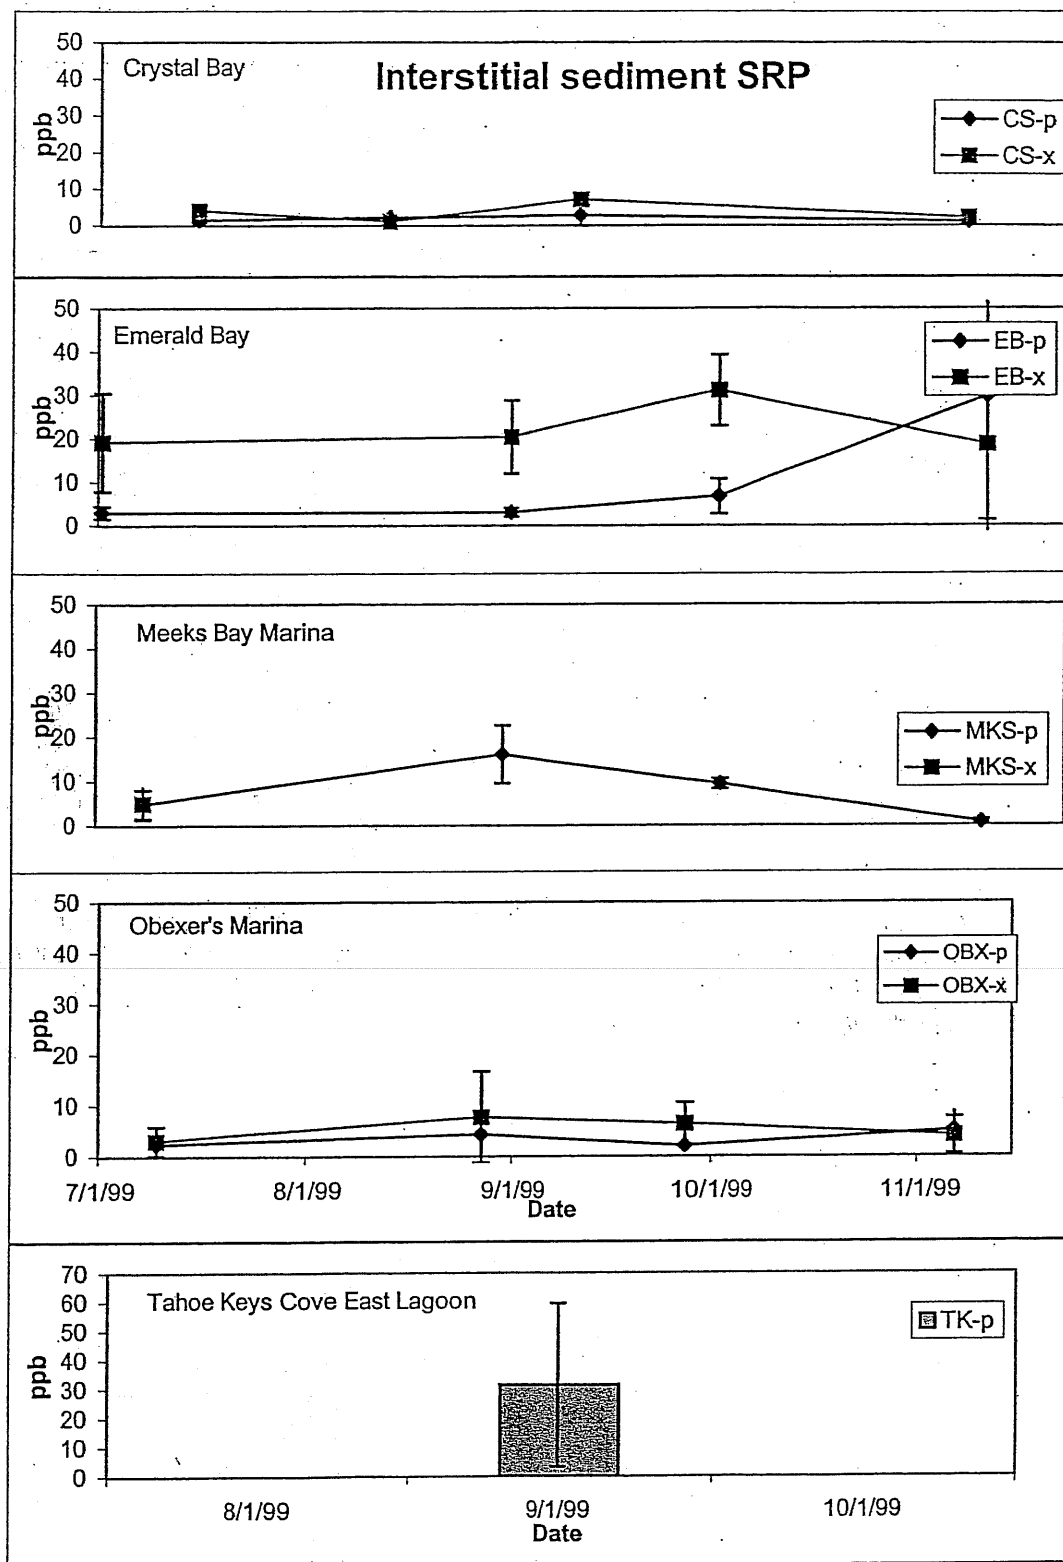 Interstitial sediment SRP
Crystal Bay
50
40
30
20
10
0
ppb
CS-p
CS-x
Emerald Bay
50
40
30
20
10
0
ppb
EB-p
EB-x
Meeks Bay Marina
50
40
30
20
10
0
ppb
MKS-p
MKS-x
Obexer's Marina
50
40
30
20
10
0
ppb
OBX-p
OBX-x
7/1/99 8/1/99 9/1/99 10/1/99 11/1/99
Date
Tahoe Keys Cove East Lagoon
70
60
50
40
30
20
10
0
ppb
TK-p
8/1/99 9/1/99 10/1/99
Date